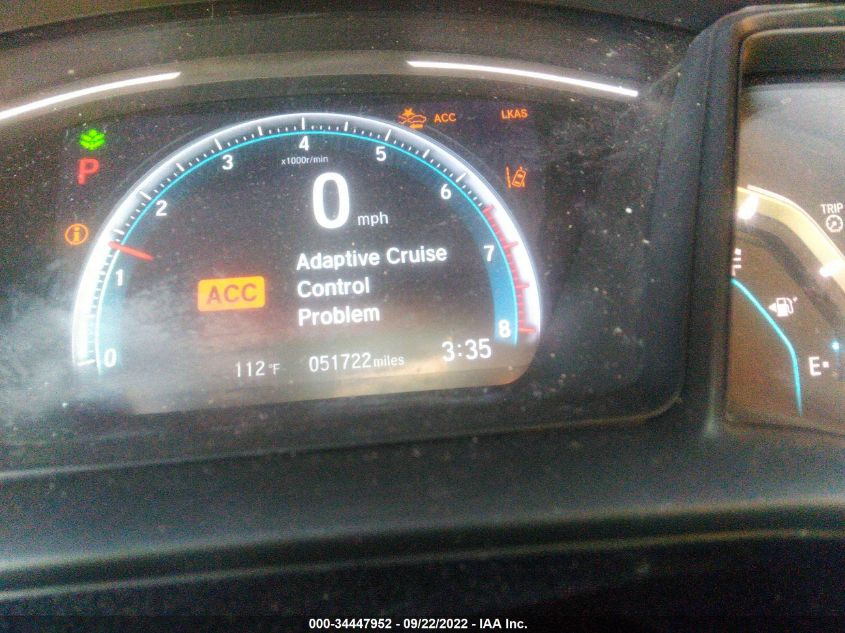 ACC
LKAS
P
x1000r/min
0
1
2
3
4
5
6
7
8
0 mph
Adaptive Cruise
ACC
Control
Problem
112°F
051722 miles
3:35
TRIP
F
E
000-34447952 - 09/22/2022 - IAA Inc.